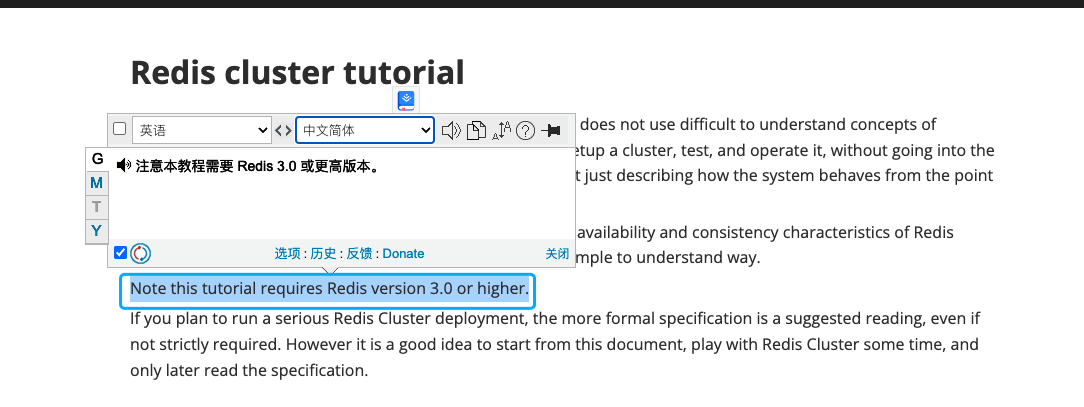 Redis cluster tutorial
英语
中文简体
does not use difficult to understand concepts of
G
注意本教程需要 Redis 3.0 或更高版本。
etup a cluster, test, and operate it, without going into the
M
t just describing how the system behaves from the point
T
Y
availability and consistency characteristics of Redis
选项 : 历史 : 反馈 : Donate
关闭
mple to understand way.
Note this tutorial requires Redis version 3.0 or higher.
If you plan to run a serious Redis Cluster deployment, the more formal specification is a suggested reading, even if
not strictly required. However it is a good idea to start from this document, play with Redis Cluster some time, and
only later read the specification.